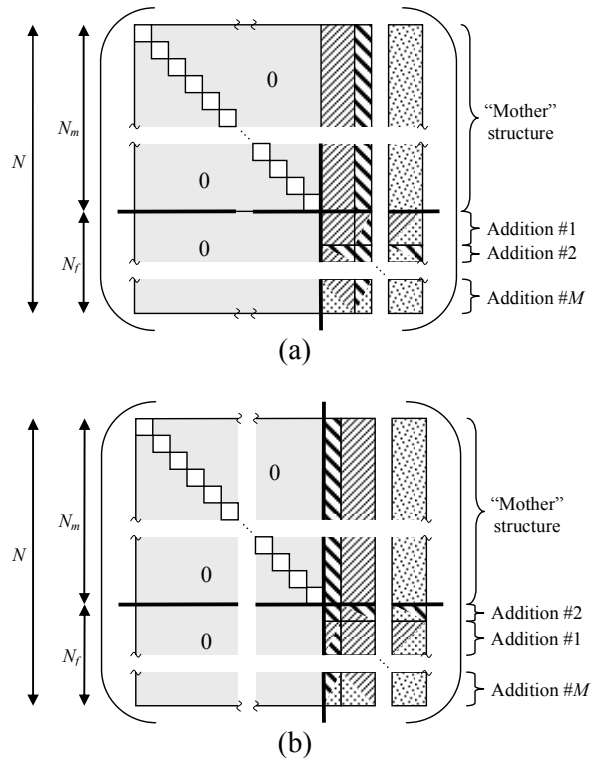 0
N_m
"Mother"
structure
N
0
Addition #1
N_f
0
Addition #2
Addition #M
(a)
0
N_m
"Mother"
structure
N
0
Addition #2
N_f
0
Addition #1
Addition #M
(b)